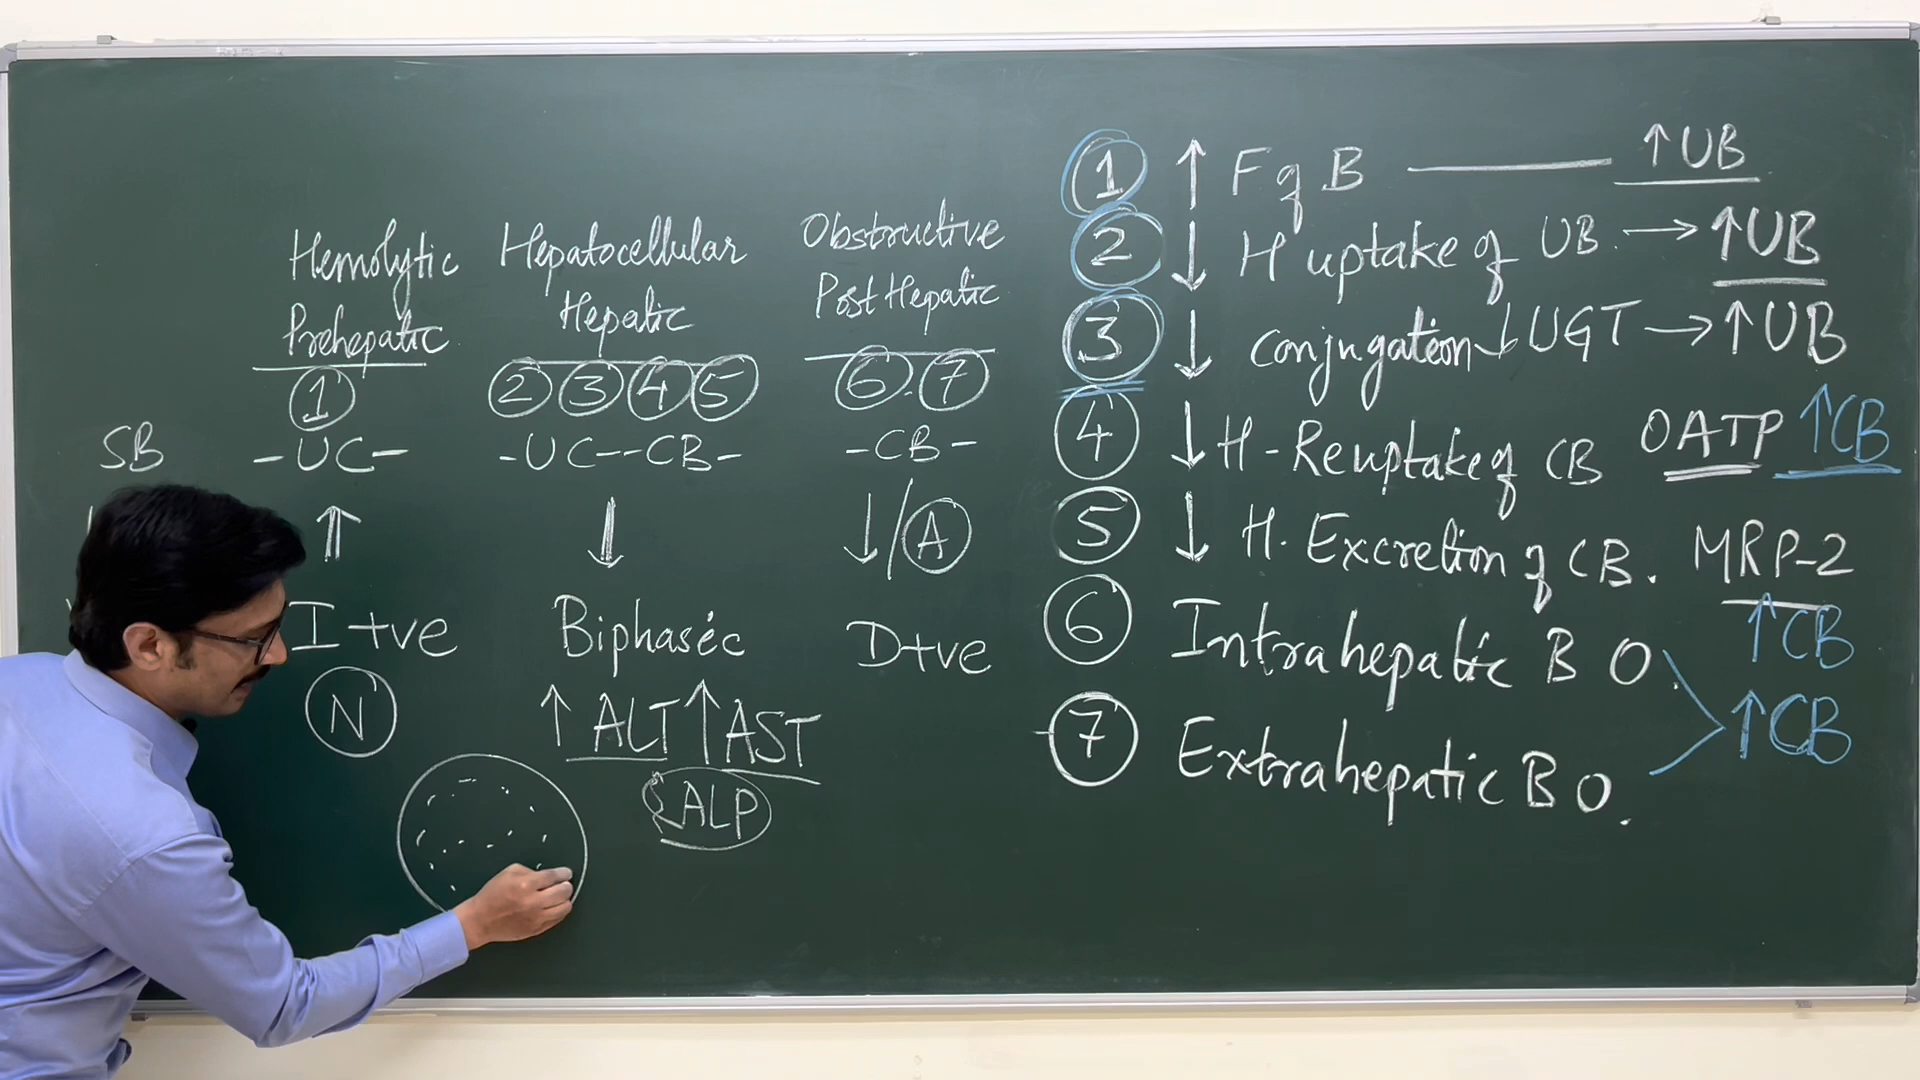 Hemolytic Prehepatic
Hepatocellular Hepatic
Obstructive Post Hepatic
① ② ③ ④ ⑤ ⑥.⑦
SB -UC- -UC--CB- -CB-
↑ ↓ ↓/Ⓐ
I+ve Biphasic D+ve
Ⓝ ↑ALT ↑AST
ALP
① ↑ F of B —— ↑UB
② ↓ H uptake of UB. → ↑UB
③ ↓ Conjugation ↓UGT → ↑UB
④ ↓ H-Reuptake of CB OATP ↑CB
⑤ ↓ H. Excretion of CB. MRP-2
↑CB
⑥ Intrahepatic B O.
↑CB
⑦ Extrahepatic B O.